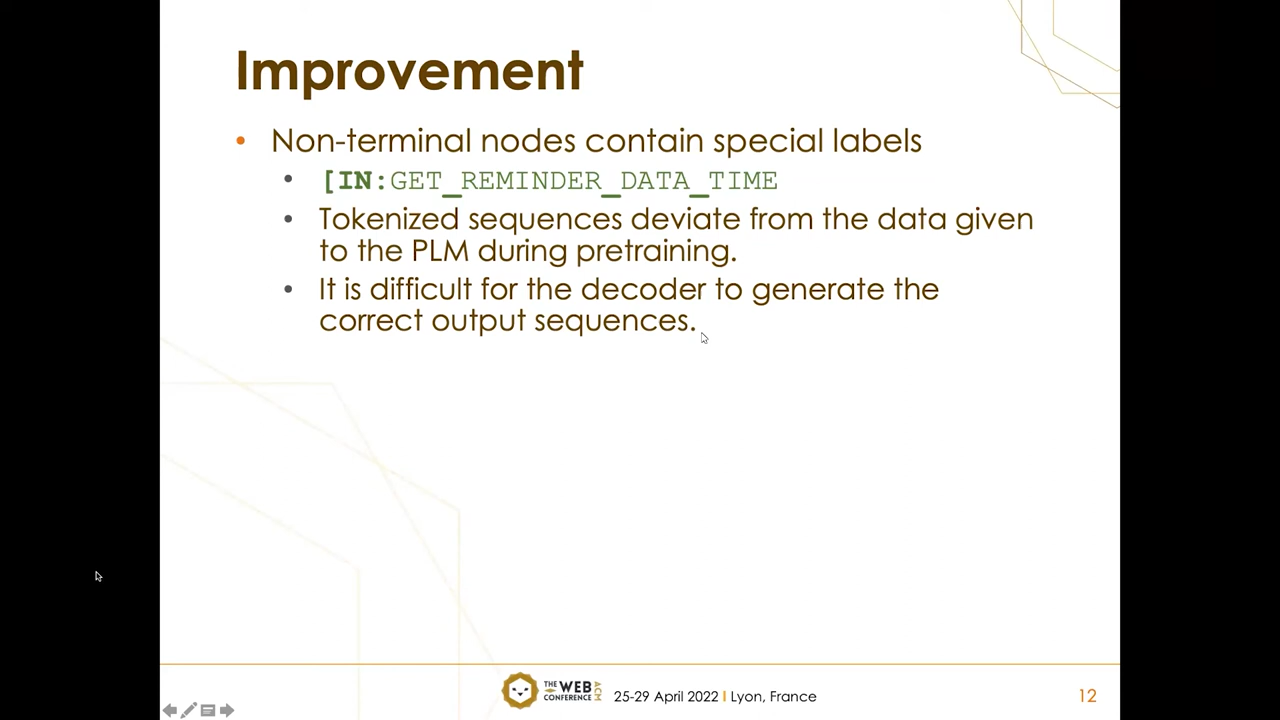 Improvement
• Non-terminal nodes contain special labels
• [IN:GET_REMINDER_DATA_TIME
• Tokenized sequences deviate from the data given
to the PLM during pretraining.
• It is difficult for the decoder to generate the
correct output sequences.
THE WEB CONFERENCE ACM
25-29 April 2022 I Lyon, France
12